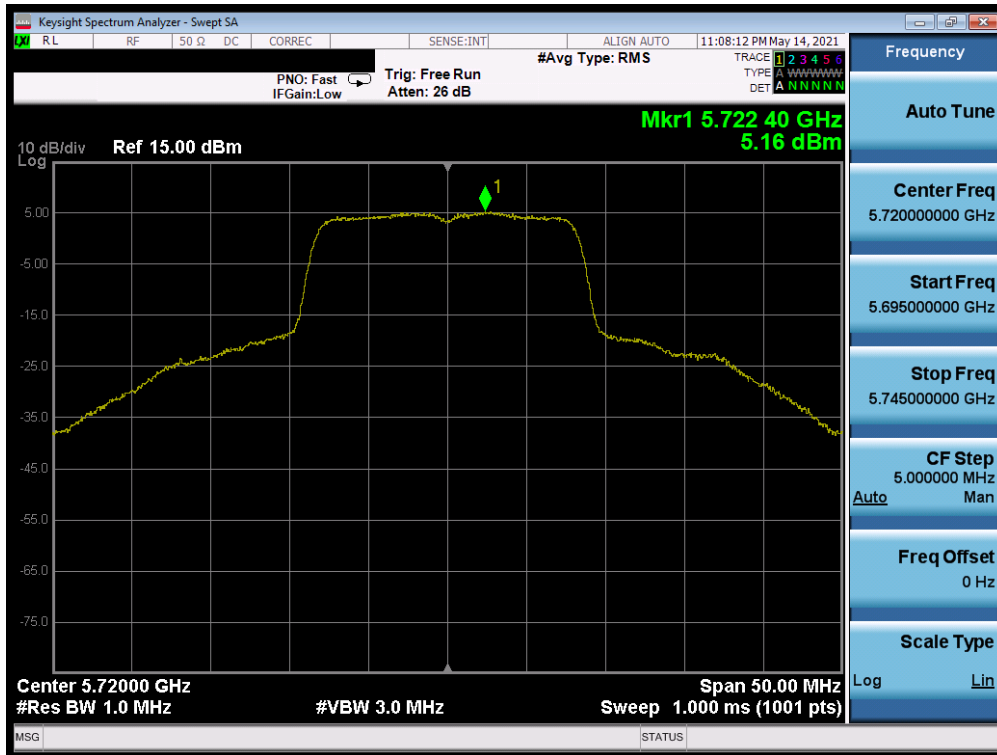 Keysight Spectrum Analyzer - Swept SA
LXI RL RF 50 Ω DC CORREC SENSE:INT ALIGN AUTO 11:08:12 PM May 14, 2021
PNO: Fast
IFGain:Low
Trig: Free Run
Atten: 26 dB
#Avg Type: RMS
TRACE 1 2 3 4 5 6
TYPE A WWWWW
DET A N N N N N
Mkr1 5.722 40 GHz
5.16 dBm
10 dB/div Ref 15.00 dBm
Log
1
5.00
-5.00
-15.0
-25.0
-35.0
-45.0
-55.0
-65.0
-75.0
Center 5.72000 GHz Span 50.00 MHz
#Res BW 1.0 MHz #VBW 3.0 MHz Sweep 1.000 ms (1001 pts)
MSG STATUS
Frequency
Auto Tune
Center Freq
5.720000000 GHz
Start Freq
5.695000000 GHz
Stop Freq
5.745000000 GHz
CF Step
5.000000 MHz
Auto Man
Freq Offset
0 Hz
Scale Type
Log Lin